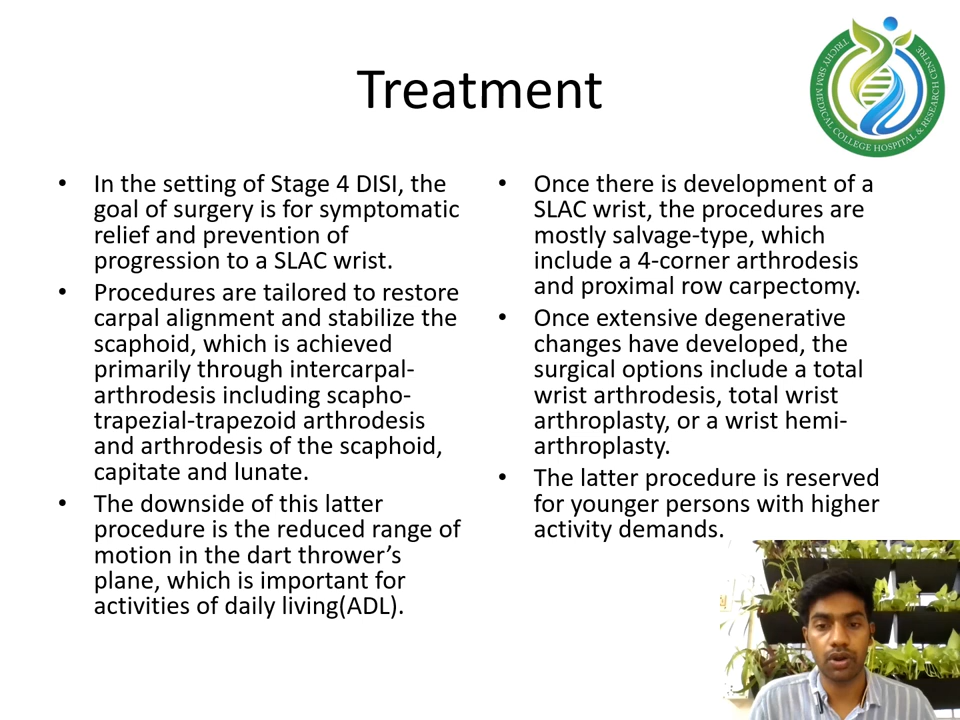 Treatment
TRICHY SRM MEDICAL COLLEGE HOSPITAL & RESEARCH CENTRE
• In the setting of Stage 4 DISI, the
goal of surgery is for symptomatic
relief and prevention of
progression to a SLAC wrist.
• Procedures are tailored to restore
carpal alignment and stabilize the
scaphoid, which is achieved
primarily through intercarpal-
arthrodesis including scapho-
trapezial-trapezoid arthrodesis
and arthrodesis of the scaphoid,
capitate and lunate.
• The downside of this latter
procedure is the reduced range of
motion in the dart thrower’s
plane, which is important for
activities of daily living(ADL).
• Once there is development of a
SLAC wrist, the procedures are
mostly salvage-type, which
include a 4-corner arthrodesis
and proximal row carpectomy.
• Once extensive degenerative
changes have developed, the
surgical options include a total
wrist arthrodesis, total wrist
arthroplasty, or a wrist hemi-
arthroplasty.
• The latter procedure is reserved
for younger persons with higher
activity demands.